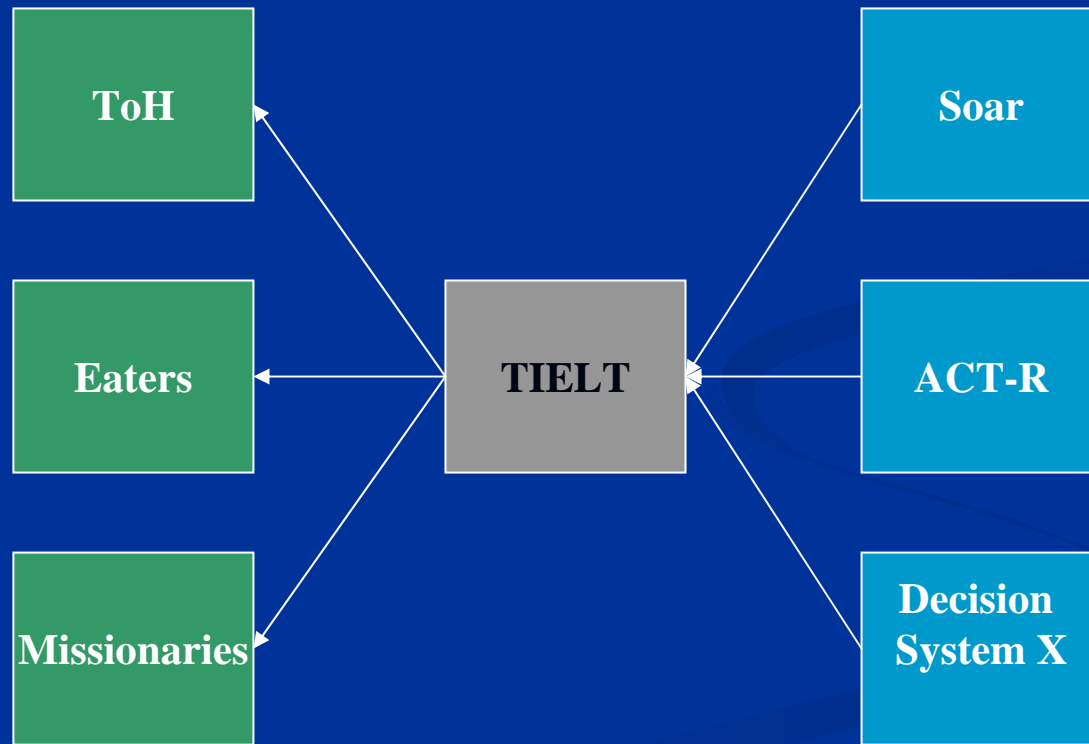 ToH
Soar
Eaters
TIELT
ACT-R
Missionaries
Decision
System X